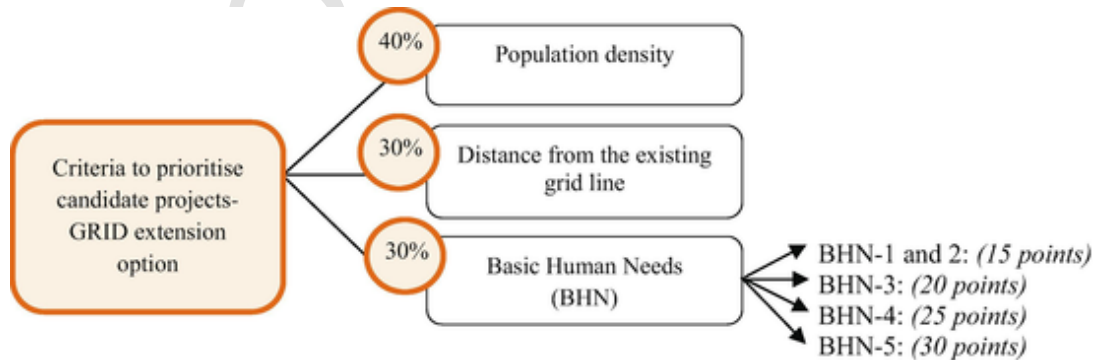 Criteria to prioritise
candidate projects-
GRID extension
option
40%
Population density
30%
Distance from the existing
grid line
30%
Basic Human Needs
(BHN)
BHN-1 and 2: (15 points)
BHN-3: (20 points)
BHN-4: (25 points)
BHN-5: (30 points)